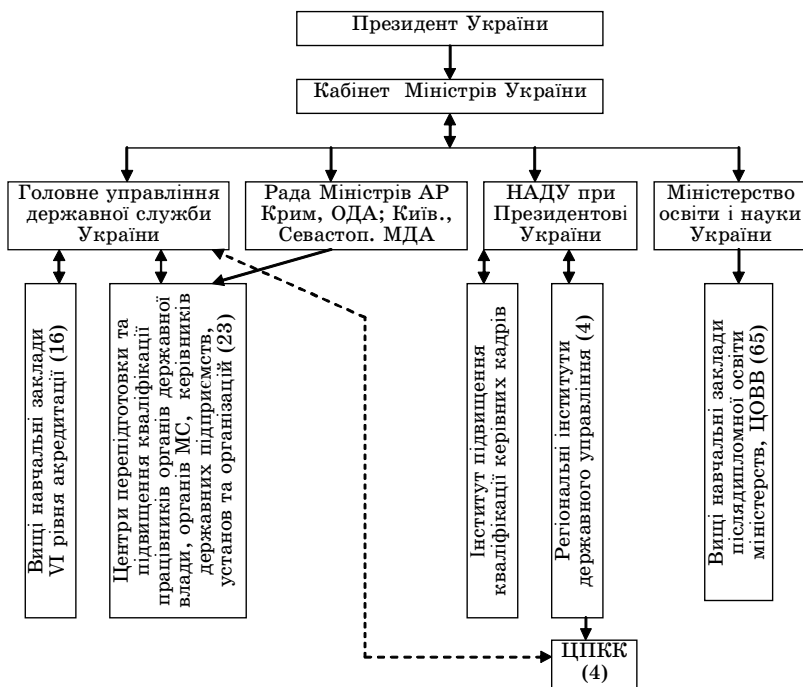 Президент України
Кабінет Міністрів України
Головне управління
державної служби
України
Рада Міністрів АР
Крим, ОДА; Київ.,
Севастоп. МДА
НАДУ при
Президентові
України
Міністерство
освіти і науки
України
Вищі навчальні заклади
VI рівня акредитації (16)
Центри перепідготовки та
підвищення кваліфікації
працівників органів державної
влади, органів МС, керівників
державних підприємств,
установ та організацій (23)
Інститут підвищення
кваліфікації керівних кадрів
Регіональні інститути
державного управління (4)
Вищі навчальні заклади
післядипломної освіти
міністерств, ЦОВВ (65)
ЦПКК
(4)